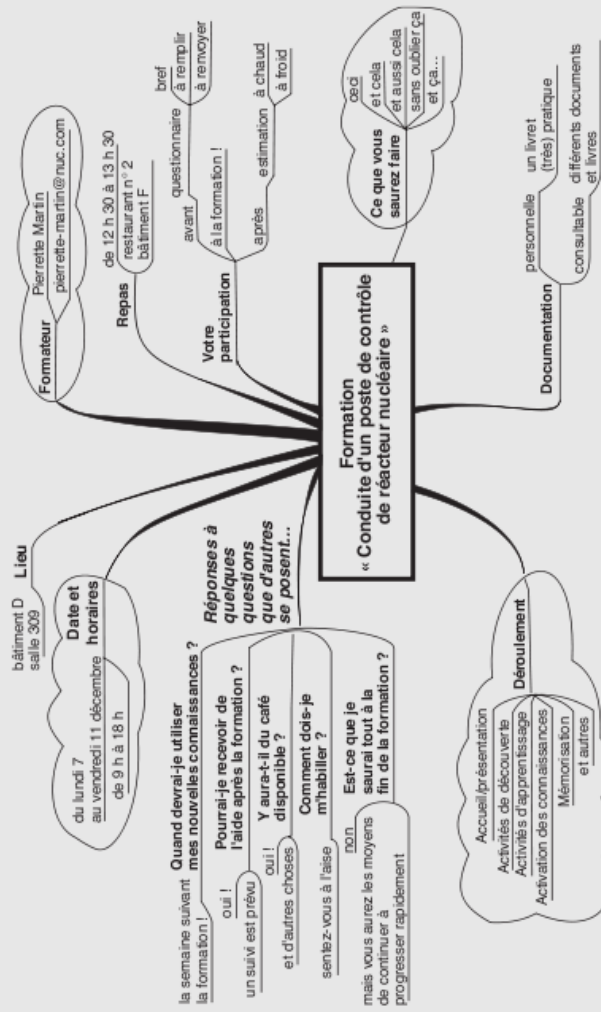 Formation
« Conduite d'un poste de contrôle
de réacteur nucléaire »
Formateur
Pierrette Martin
pierrette-martin@nuc.com
Repas
de 12 h 30 à 13 h 30
restaurant n° 2
bâtiment F
Votre
participation
avant
questionnaire
bref
à remplir
à renvoyer
à la formation !
après
estimation
à chaud
à froid
Ce que vous
saurez faire
ceci
et cela
et aussi cela
sans oublier ça
et ça...
Documentation
personnelle
un livret
(très) pratique
consultable
différents documents
et livres
Déroulement
Accueil/présentation
Activités de découverte
Activités d'apprentissage
Activation des connaissances
Mémorisation
et autres
Réponses à
quelques
questions
que d'autres
se posent...
Quand devrai-je utiliser
mes nouvelles connaissances ?
la semaine suivant
la formation !
Pourrai-je recevoir de
l'aide après la formation ?
oui !
un suivi est prévu
Y aura-t-il du café
disponible ?
oui !
et d'autres choses
Comment dois-je
m'habiller ?
sentez-vous à l'aise
Est-ce que je
saurai tout à la
fin de la formation ?
non
mais vous aurez les moyens
de continuer à
progresser rapidement
Date et
horaires
du lundi 7
au vendredi 11 décembre
de 9 h à 18 h
Lieu
bâtiment D
salle 309